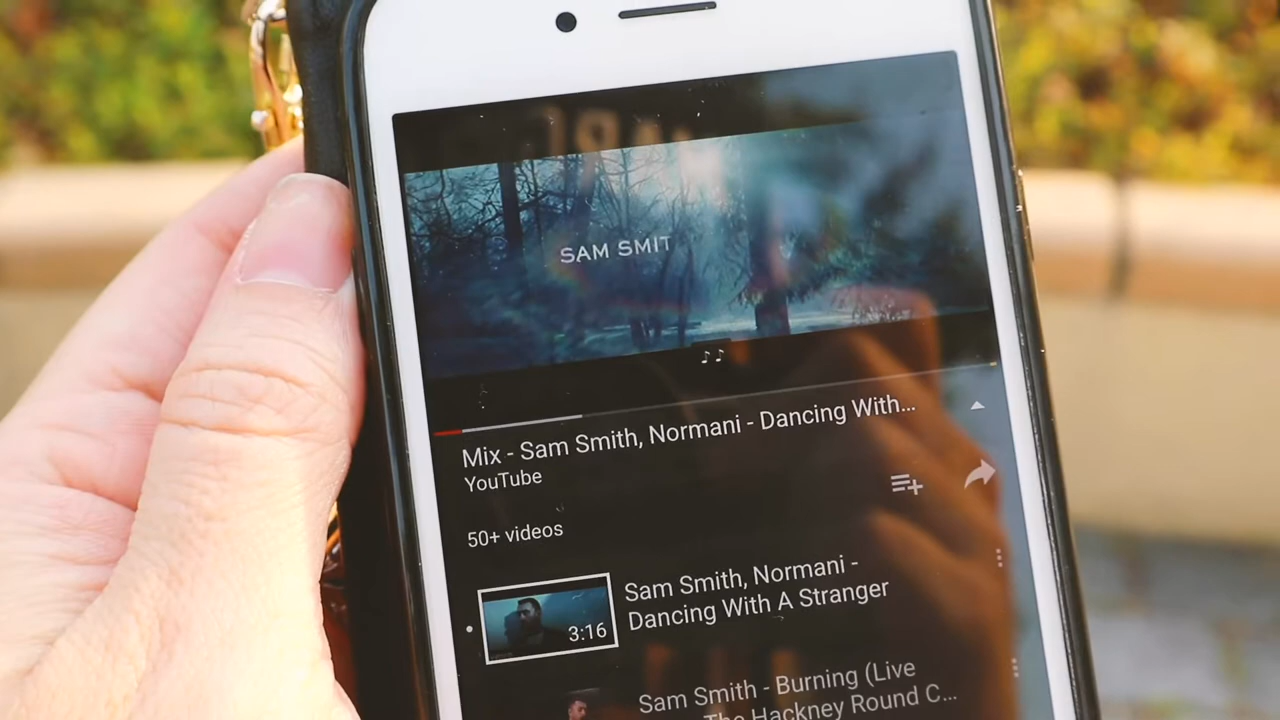 SAM SMIT
Mix - Sam Smith, Normani - Dancing With...
YouTube
50+ videos
Sam Smith, Normani -
Dancing With A Stranger
3:16
Sam Smith - Burning (Live
The Hackney Round C...